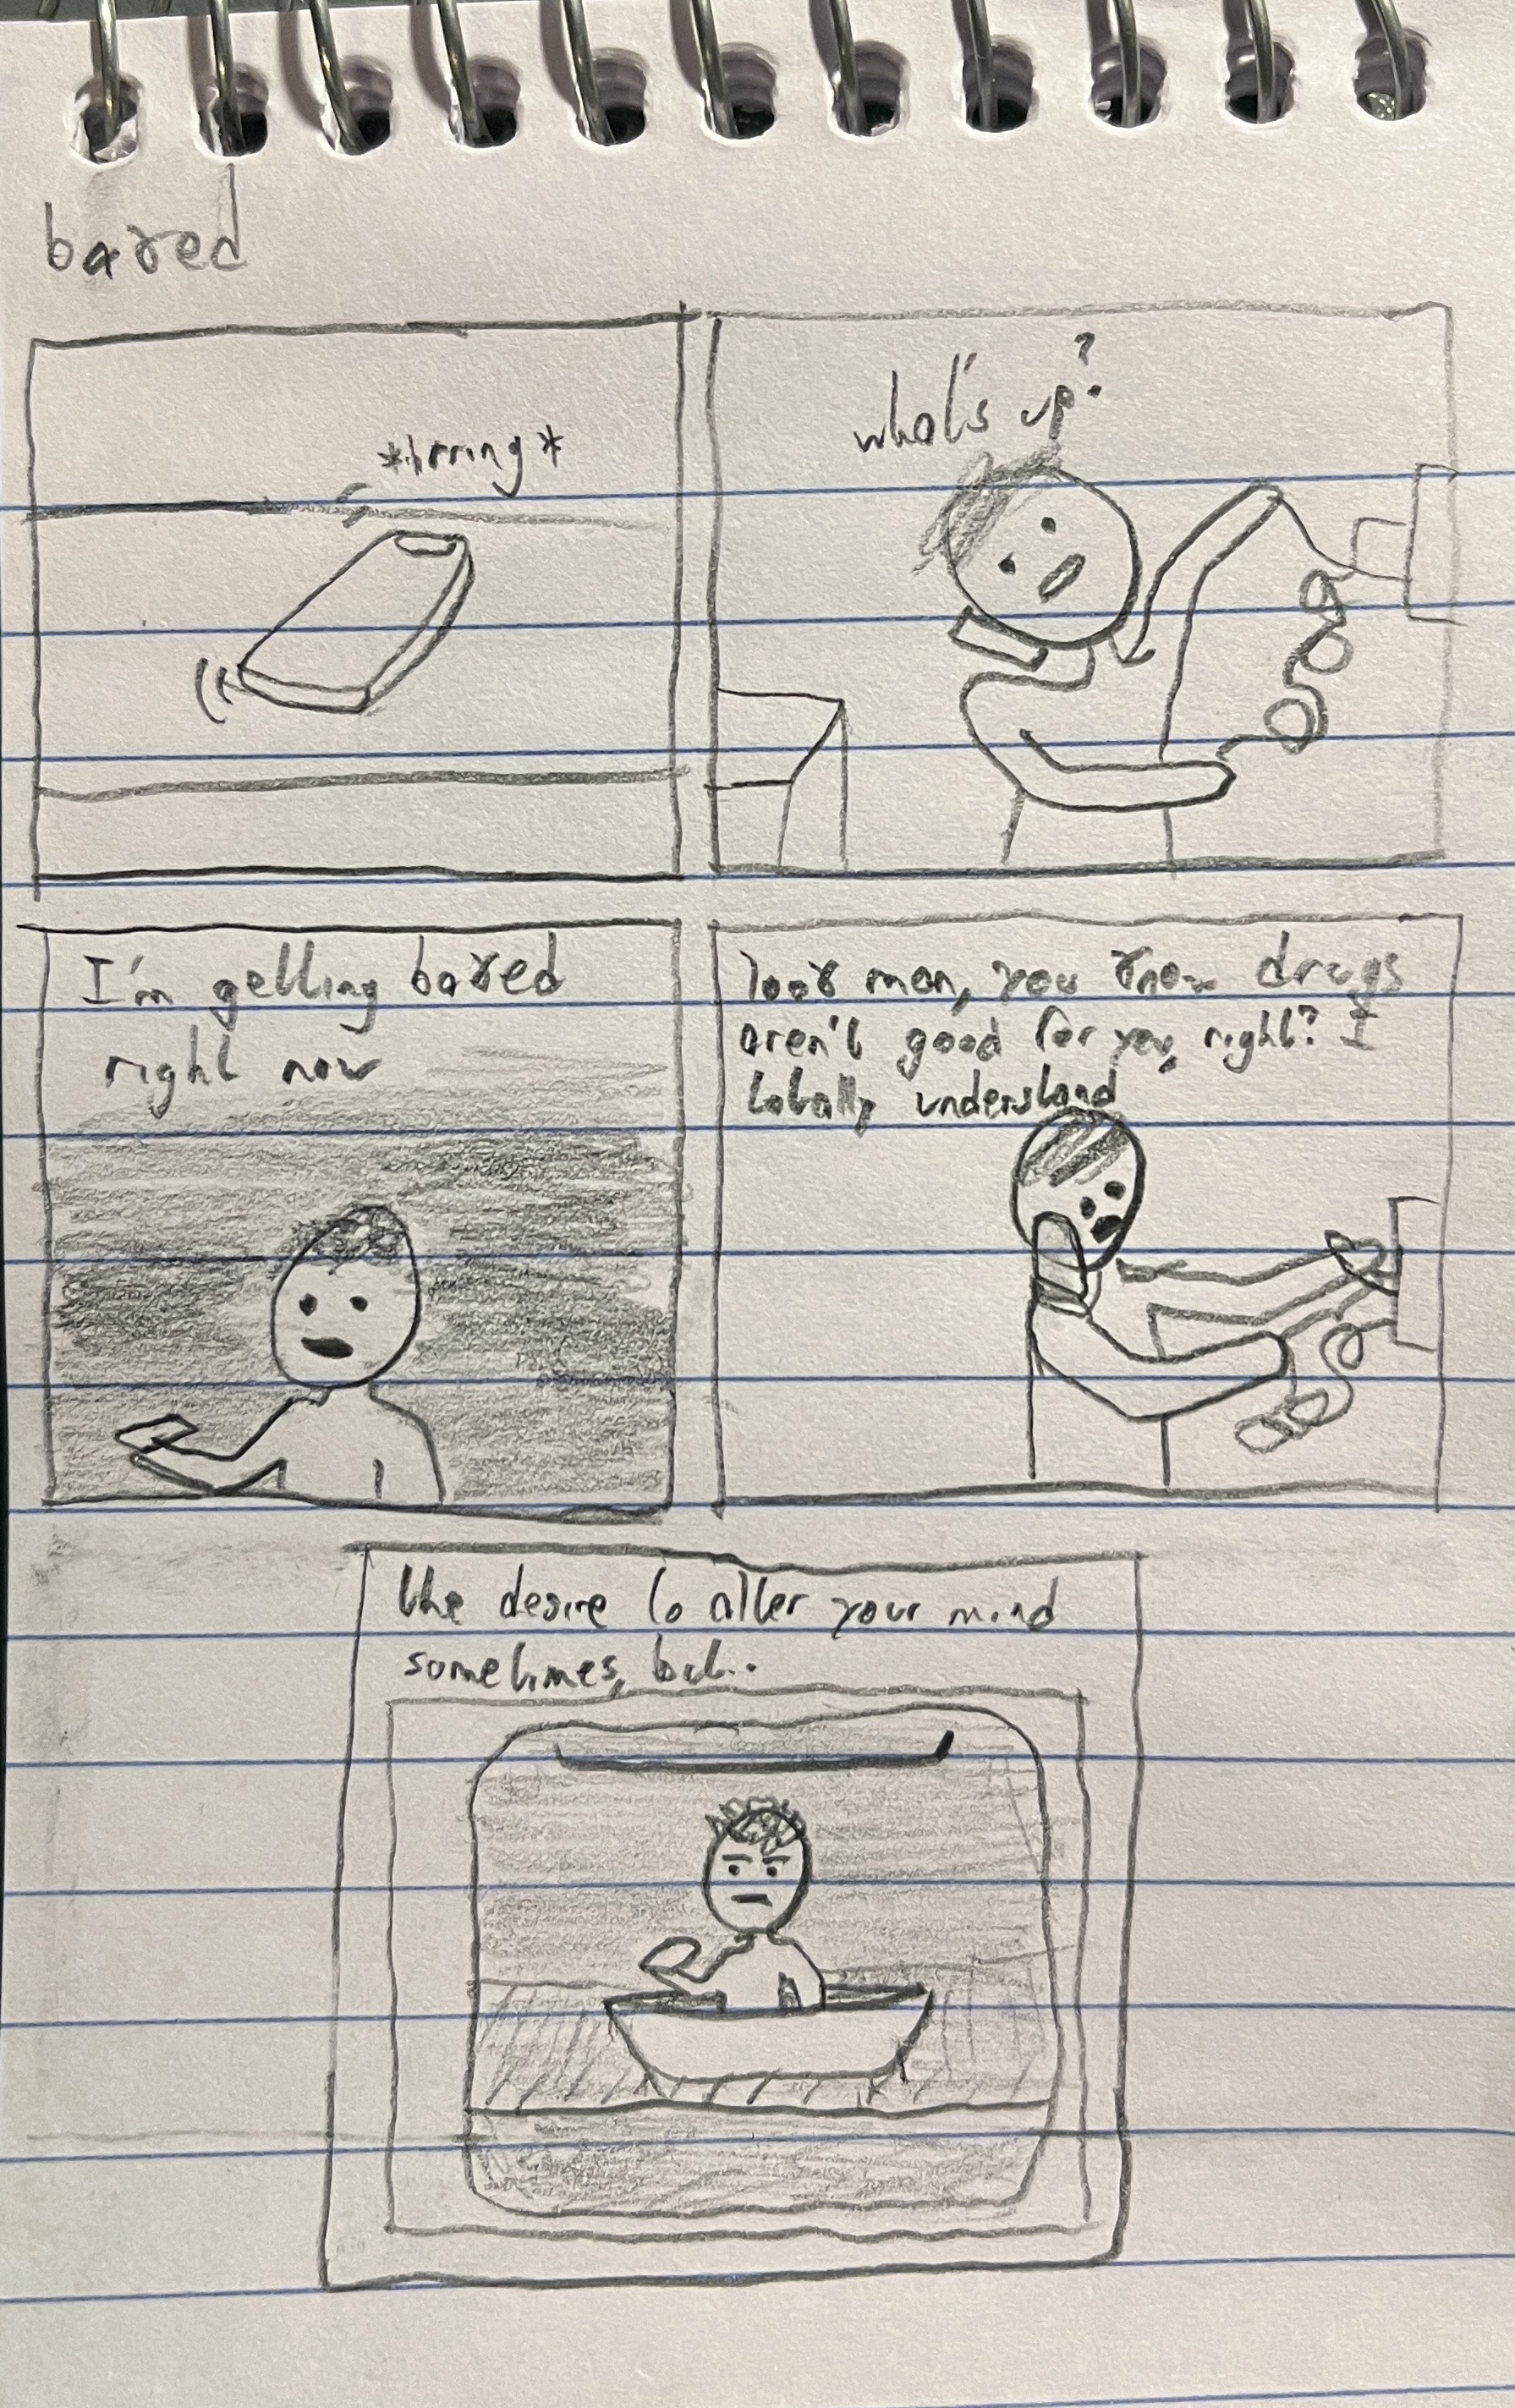 baked
*brring*
what's up?
I'm getting baked
right now
look man, you know drugs
aren't good for you, right? I
totally understand
the desire to alter your mind
sometimes, but..